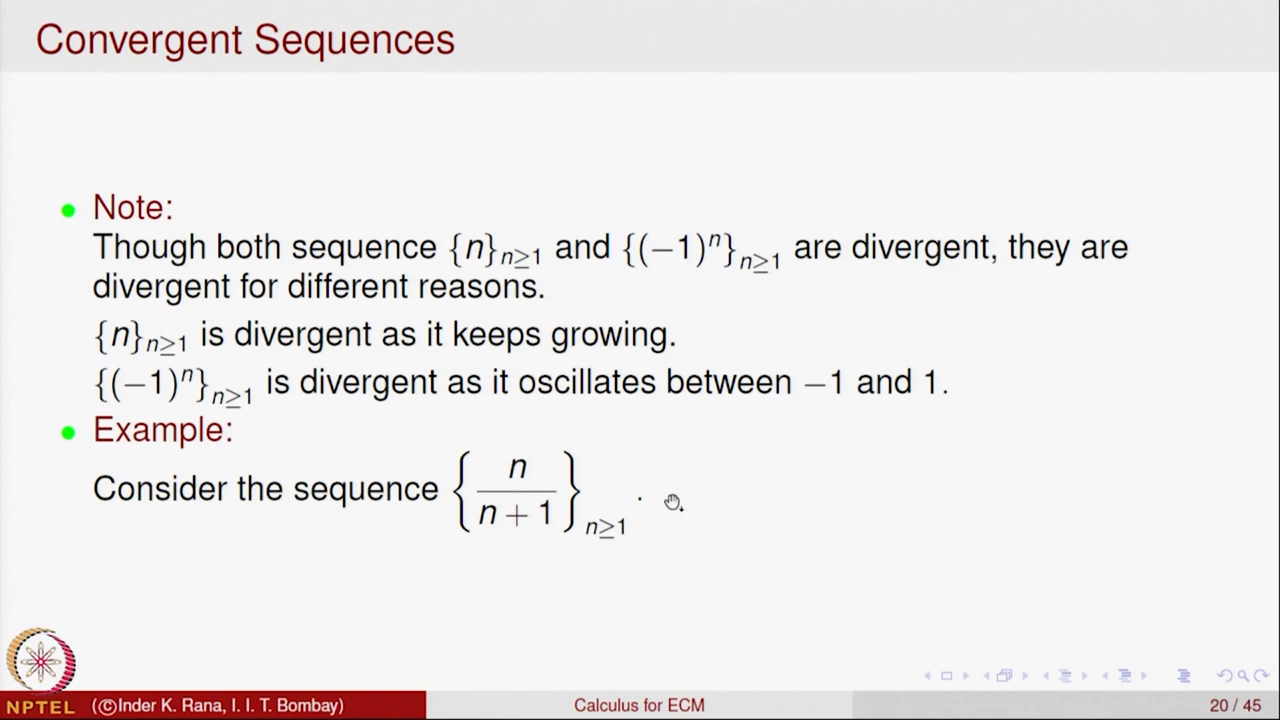 Convergent Sequences
Note:
Though both sequence {n}ₙ≥₁ and {(−1)ⁿ}ₙ≥₁ are divergent, they are
divergent for different reasons.
{n}ₙ≥₁ is divergent as it keeps growing.
{(−1)ⁿ}ₙ≥₁ is divergent as it oscillates between −1 and 1.
Example:
Consider the sequence {n/(n + 1)}ₙ≥₁ .
NPTEL (©Inder K. Rana, I. I. T. Bombay) Calculus for ECM 20 / 45